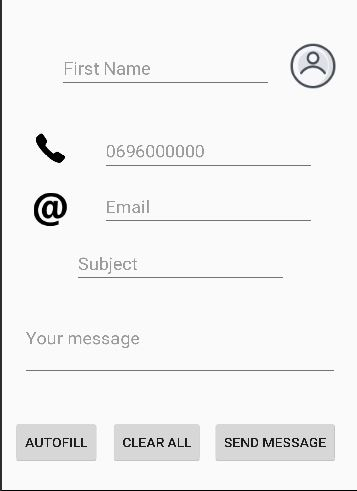 First Name
0696000000
@
Email
Subject
Your message
AUTOFILL
CLEAR ALL
SEND MESSAGE